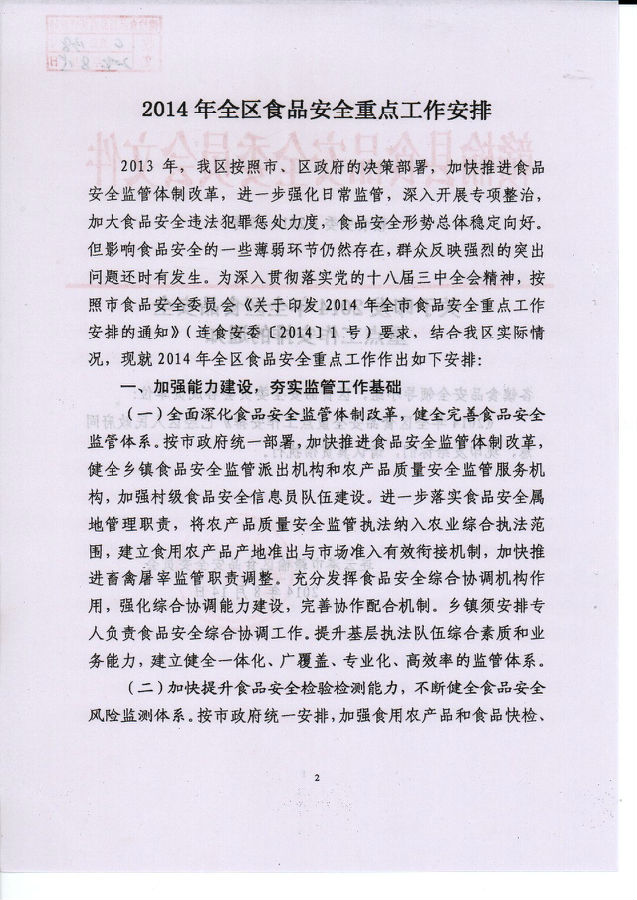 2014 年全区食品安全重点工作安排
2013 年，我区按照市、区政府的决策部署，加快推进食品
安全监管体制改革，进一步强化日常监管，深入开展专项整治，
加大食品安全违法犯罪惩处力度，食品安全形势总体稳定向好。
但影响食品安全的一些薄弱环节仍然存在，群众反映强烈的突出
问题还时有发生。为深入贯彻落实党的十八届三中全会精神，按
照市食品安全委员会《关于印发 2014 年全市食品安全重点工作
安排的通知》（连食安委〔2014〕1 号）要求，结合我区实际情
况，现就 2014 年全区食品安全重点工作作出如下安排：
一、加强能力建设，夯实监管工作基础
（一）全面深化食品安全监管体制改革，健全完善食品安全
监管体系。按市政府统一部署，加快推进食品安全监管体制改革，
健全乡镇食品安全监管派出机构和农产品质量安全监管服务机
构，加强村级食品安全信息员队伍建设。进一步落实食品安全属
地管理职责，将农产品质量安全监管执法纳入农业综合执法范
围，建立食用农产品产地准出与市场准入有效衔接机制，加快推
进畜禽屠宰监管职责调整。充分发挥食品安全综合协调机构作
用，强化综合协调能力建设，完善协作配合机制。乡镇须安排专
人负责食品安全综合协调工作。提升基层执法队伍综合素质和业
务能力，建立健全一体化、广覆盖、专业化、高效率的监管体系。
（二）加快提升食品安全检验检测能力，不断健全食品安全
风险监测体系。按市政府统一安排，加强食用农产品和食品快检、
2